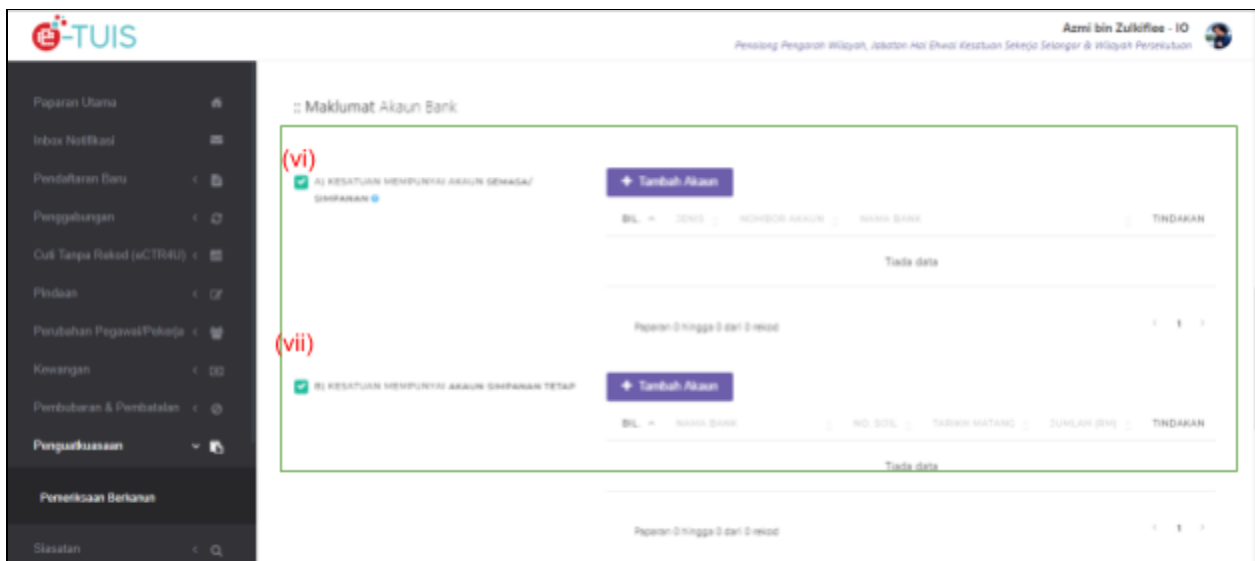 e-TUIS
Azmi bin Zulkiflee - IO
Penolong Pengarah Wilayah, Jabatan Hal Ehwal Kesatuan Sekerja Selangor & Wilayah Persekutuan
Paparan Utama
:: Maklumat Akaun Bank
Inbox Notifikasi
(vi)
Pendaftaran Baru
A) KESATUAN MEMPUNYAI AKAUN SEMASA/
SIMPANAN
+ Tambah Akaun
Penggabungan
BIL. JENIS NOMBOR AKAUN NAMA BANK TINDAKAN
Cuti Tanpa Rekod (eCTR4U)
Tiada data
Pindaan
Perubahan Pegawai/Pekerja
Paparan 0 hingga 0 dari 0 rekod
‹ 1 ›
(vii)
Kewangan
B) KESATUAN MEMPUNYAI AKAUN SIMPANAN TETAP
+ Tambah Akaun
Pembubaran & Pembatalan
BIL. NAMA BANK NO. SIJIL TARIKH MATANG JUMLAH (RM) TINDAKAN
Penguatkuasaan
Tiada data
Pemeriksaan Berkanun
Paparan 0 hingga 0 dari 0 rekod
‹ 1 ›
Siasatan